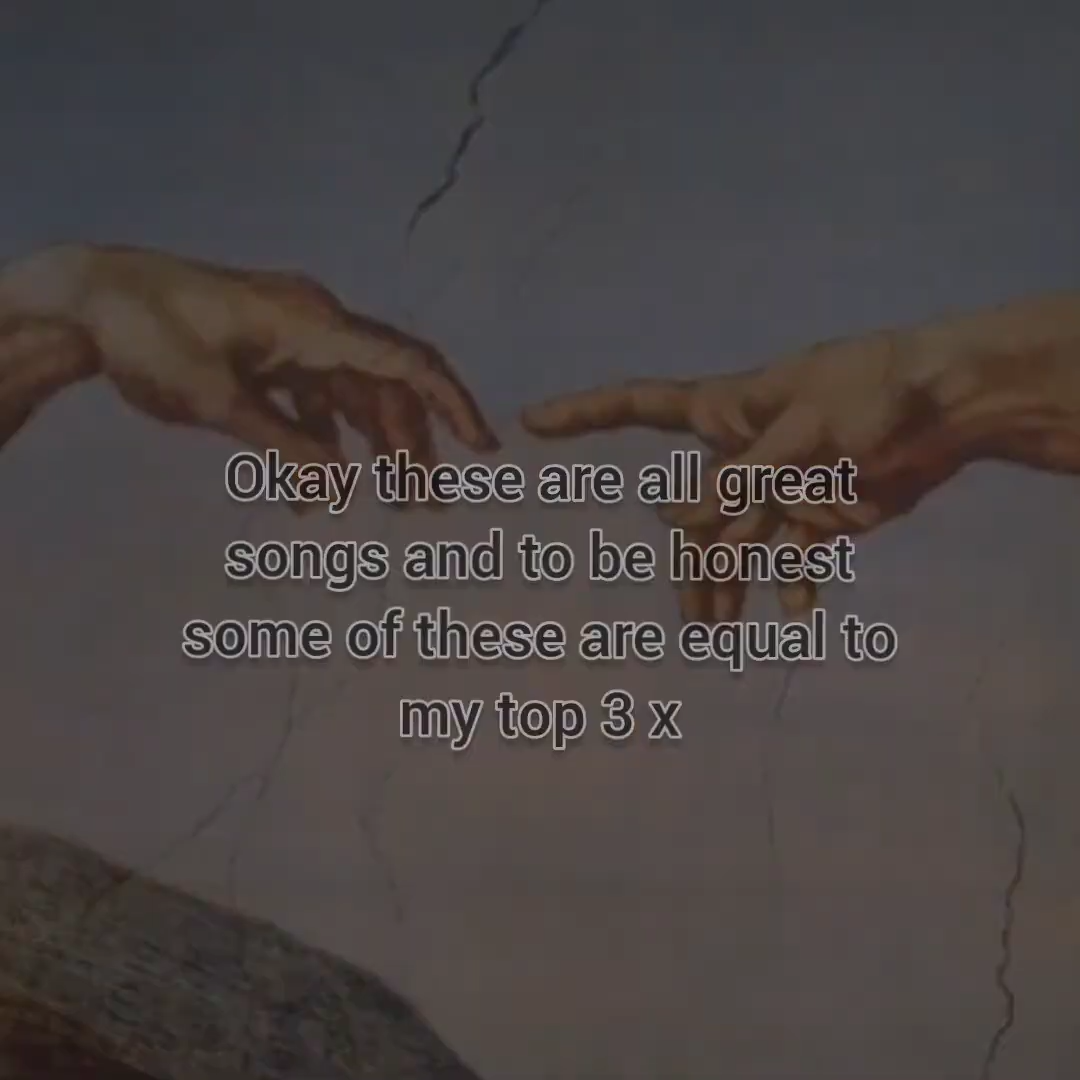 Okay these are all great
songs and to be honest
some of these are equal to
my top 3 x